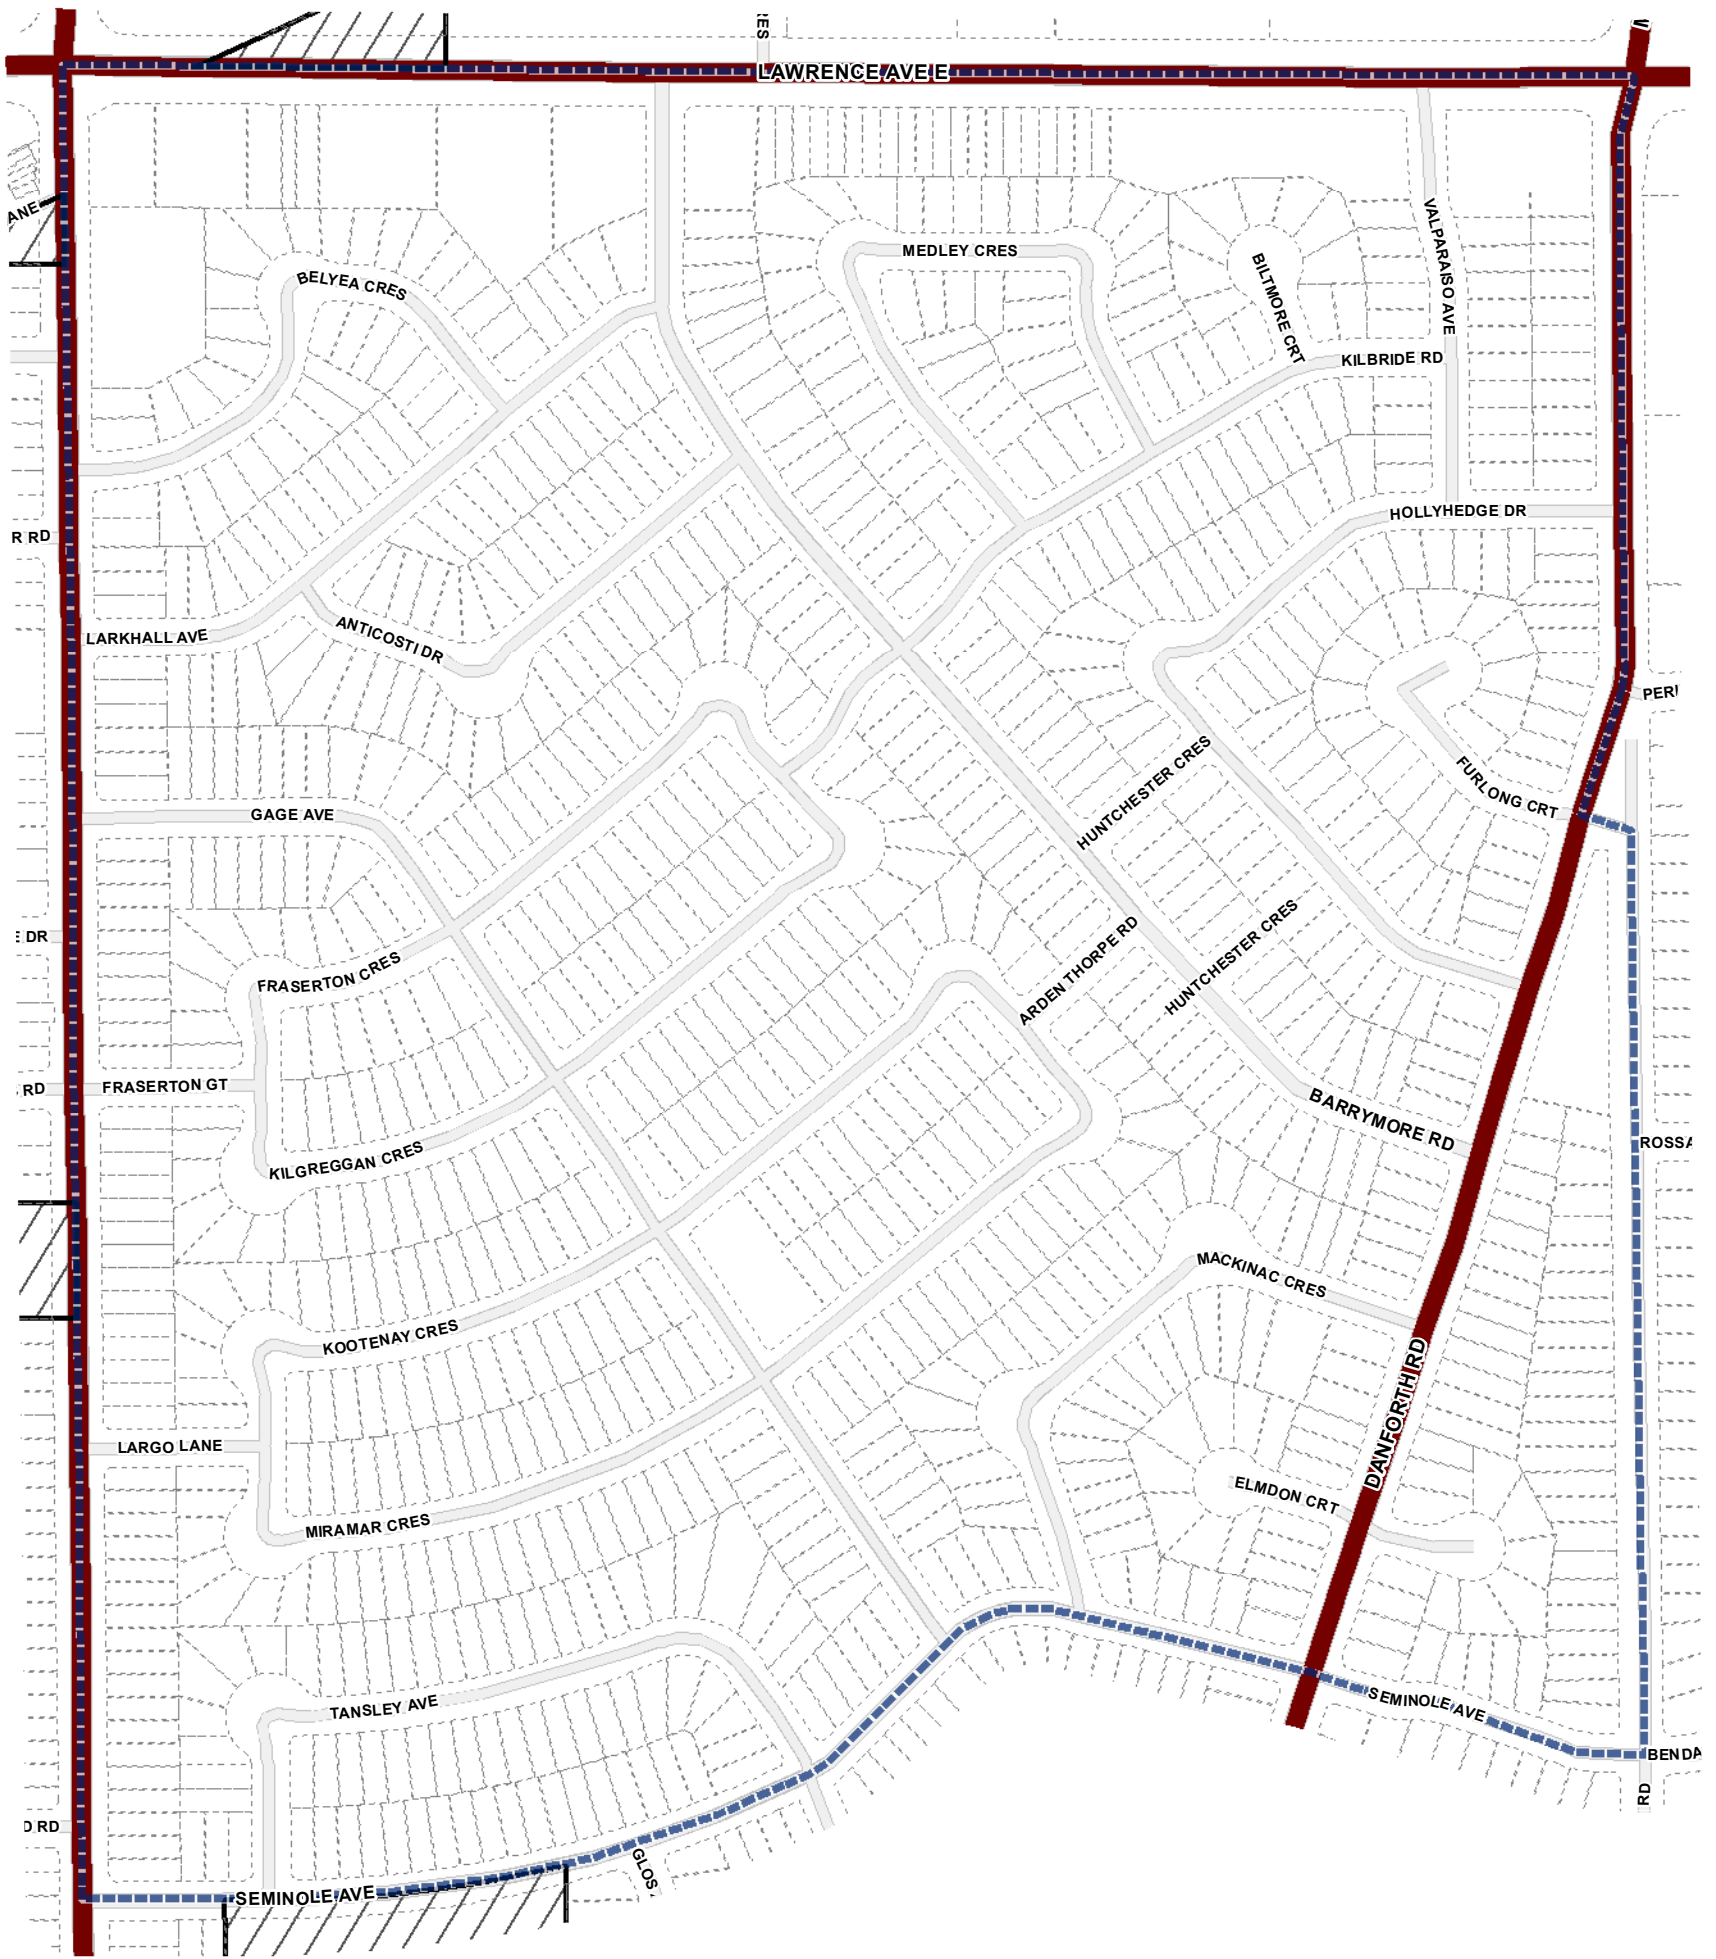 ES
LAWRENCE AVE E
ANE
MEDLEY CRES
BELYEA CRES
BILTMORE CRT
VALPARAISO AVE
KILBRIDE RD
HOLLYHEDGE DR
R RD
LARKHALL AVE
ANTICOSTI DR
PERI
HUNTCHESTER CRES
FURLONG CRT
GAGE AVE
E DR
FRASERTON CRES
ARDEN THORPE RD
HUNTCHESTER CRES
RD
FRASERTON GT
BARRYMORE RD
ROSSA
KILGREGGAN CRES
MACKINAC CRES
KOOTENAY CRES
DANFORTH RD
LARGO LANE
ELMDON CRT
MIRAMAR CRES
TANSLEY AVE
SEMINOLE AVE
BENDA
RD
D RD
GLOS
SEMINOLE AVE